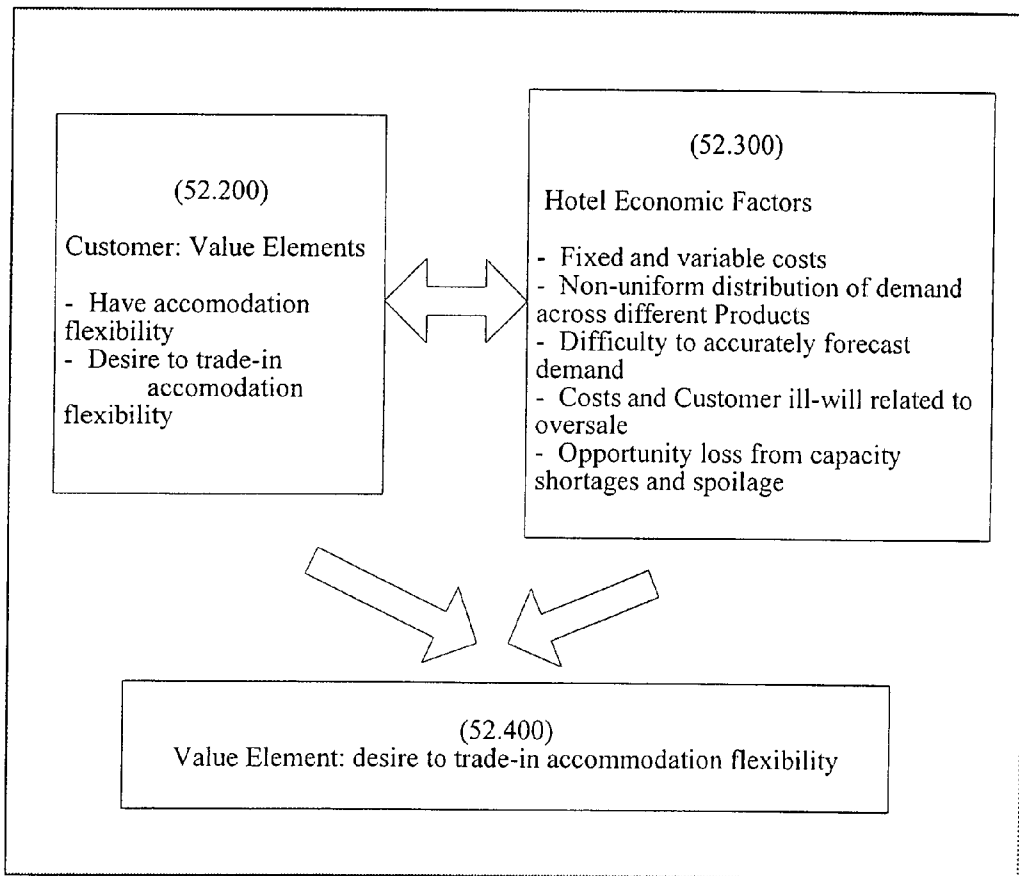 (52.200)
Customer: Value Elements
- Have accomodation
flexibility
- Desire to trade-in
accomodation
flexibility
(52.300)
Hotel Economic Factors
- Fixed and variable costs
- Non-uniform distribution of demand
across different Products
- Difficulty to accurately forecast
demand
- Costs and Customer ill-will related to
oversale
- Opportunity loss from capacity
shortages and spoilage
(52.400)
Value Element: desire to trade-in accommodation flexibility